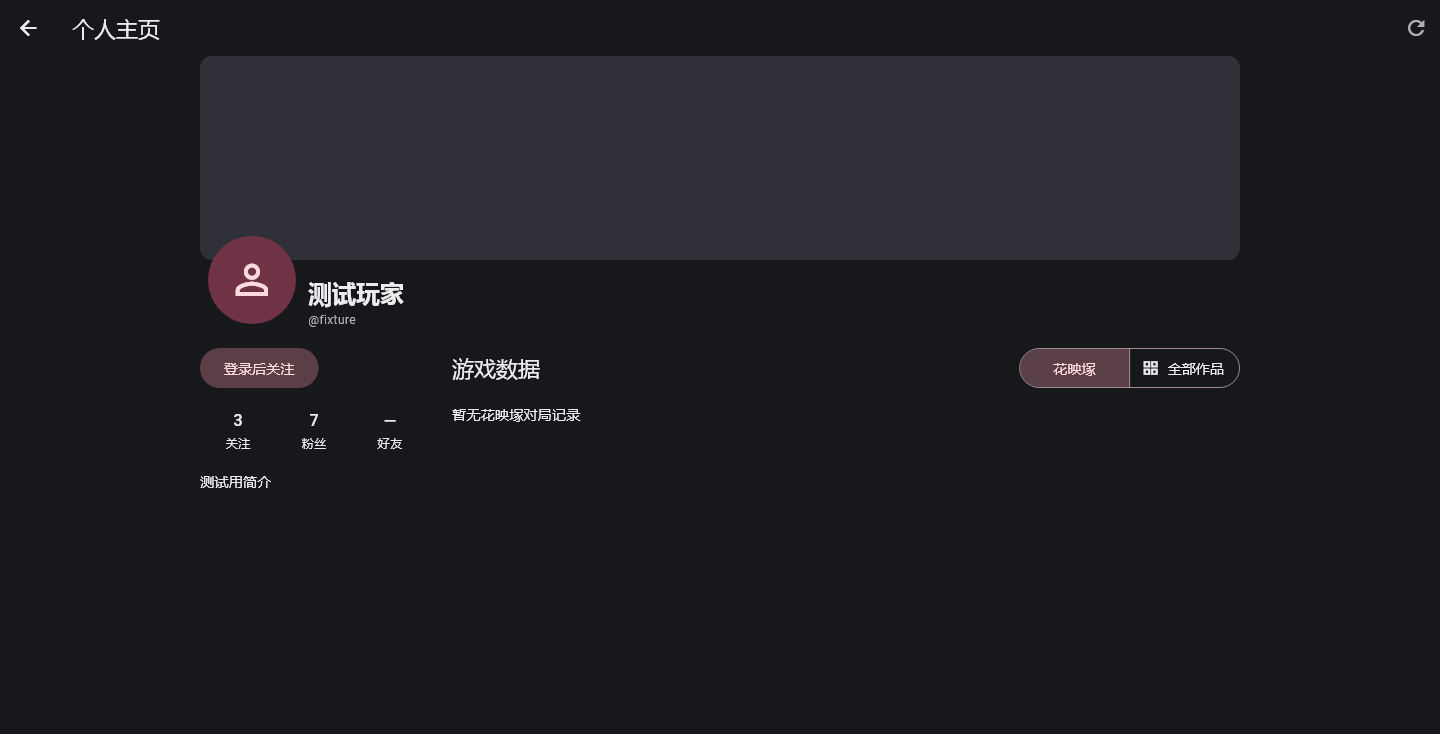 个人主页
测试玩家
@fixture
登录后关注
3 7 —
关注 粉丝 好友
测试用简介
游戏数据
花映塚 全部作品
暂无花映塚对局记录